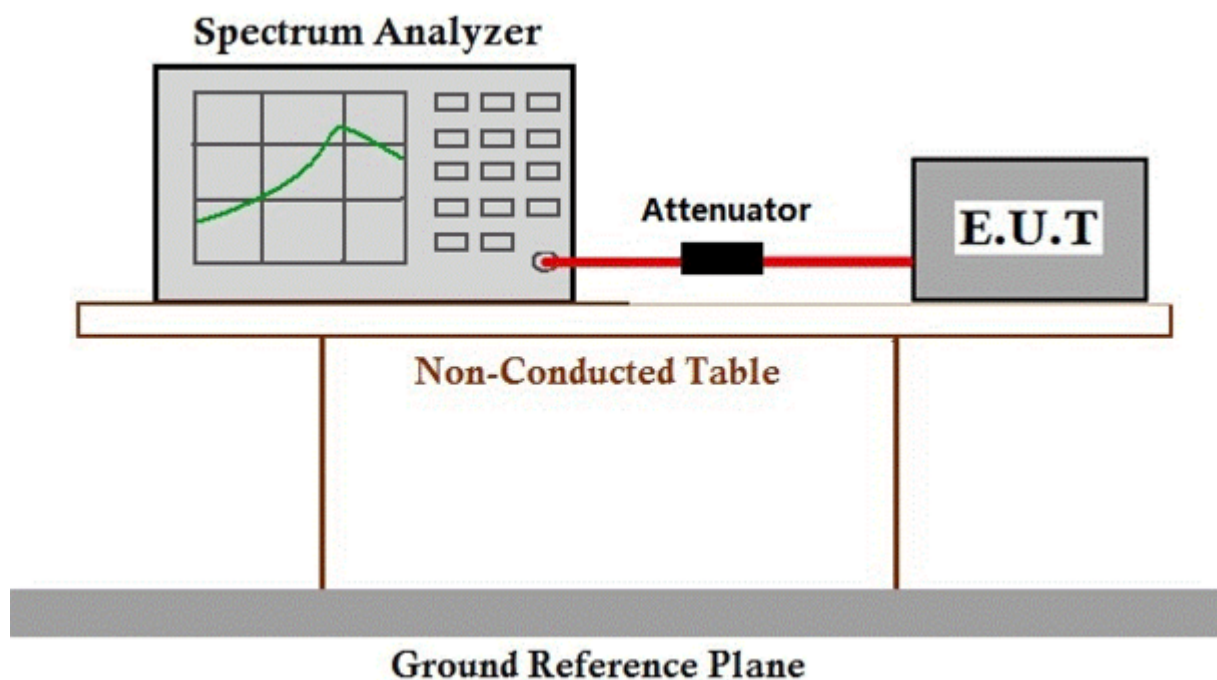 Spectrum Analyzer
Attenuator
E.U.T
Non-Conducted Table
Ground Reference Plane